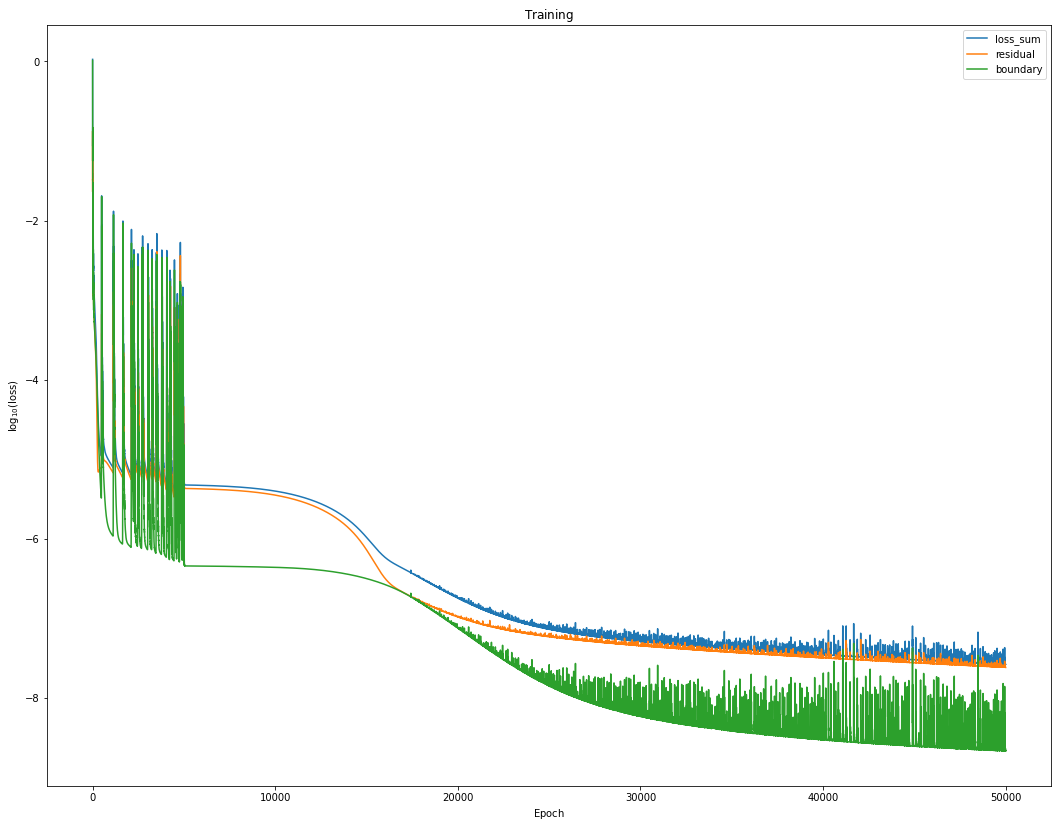 Training
loss_sum
residual
boundary
0
−2
−4
−6
−8
log₁₀(loss)
0
10000
20000
30000
40000
50000
Epoch